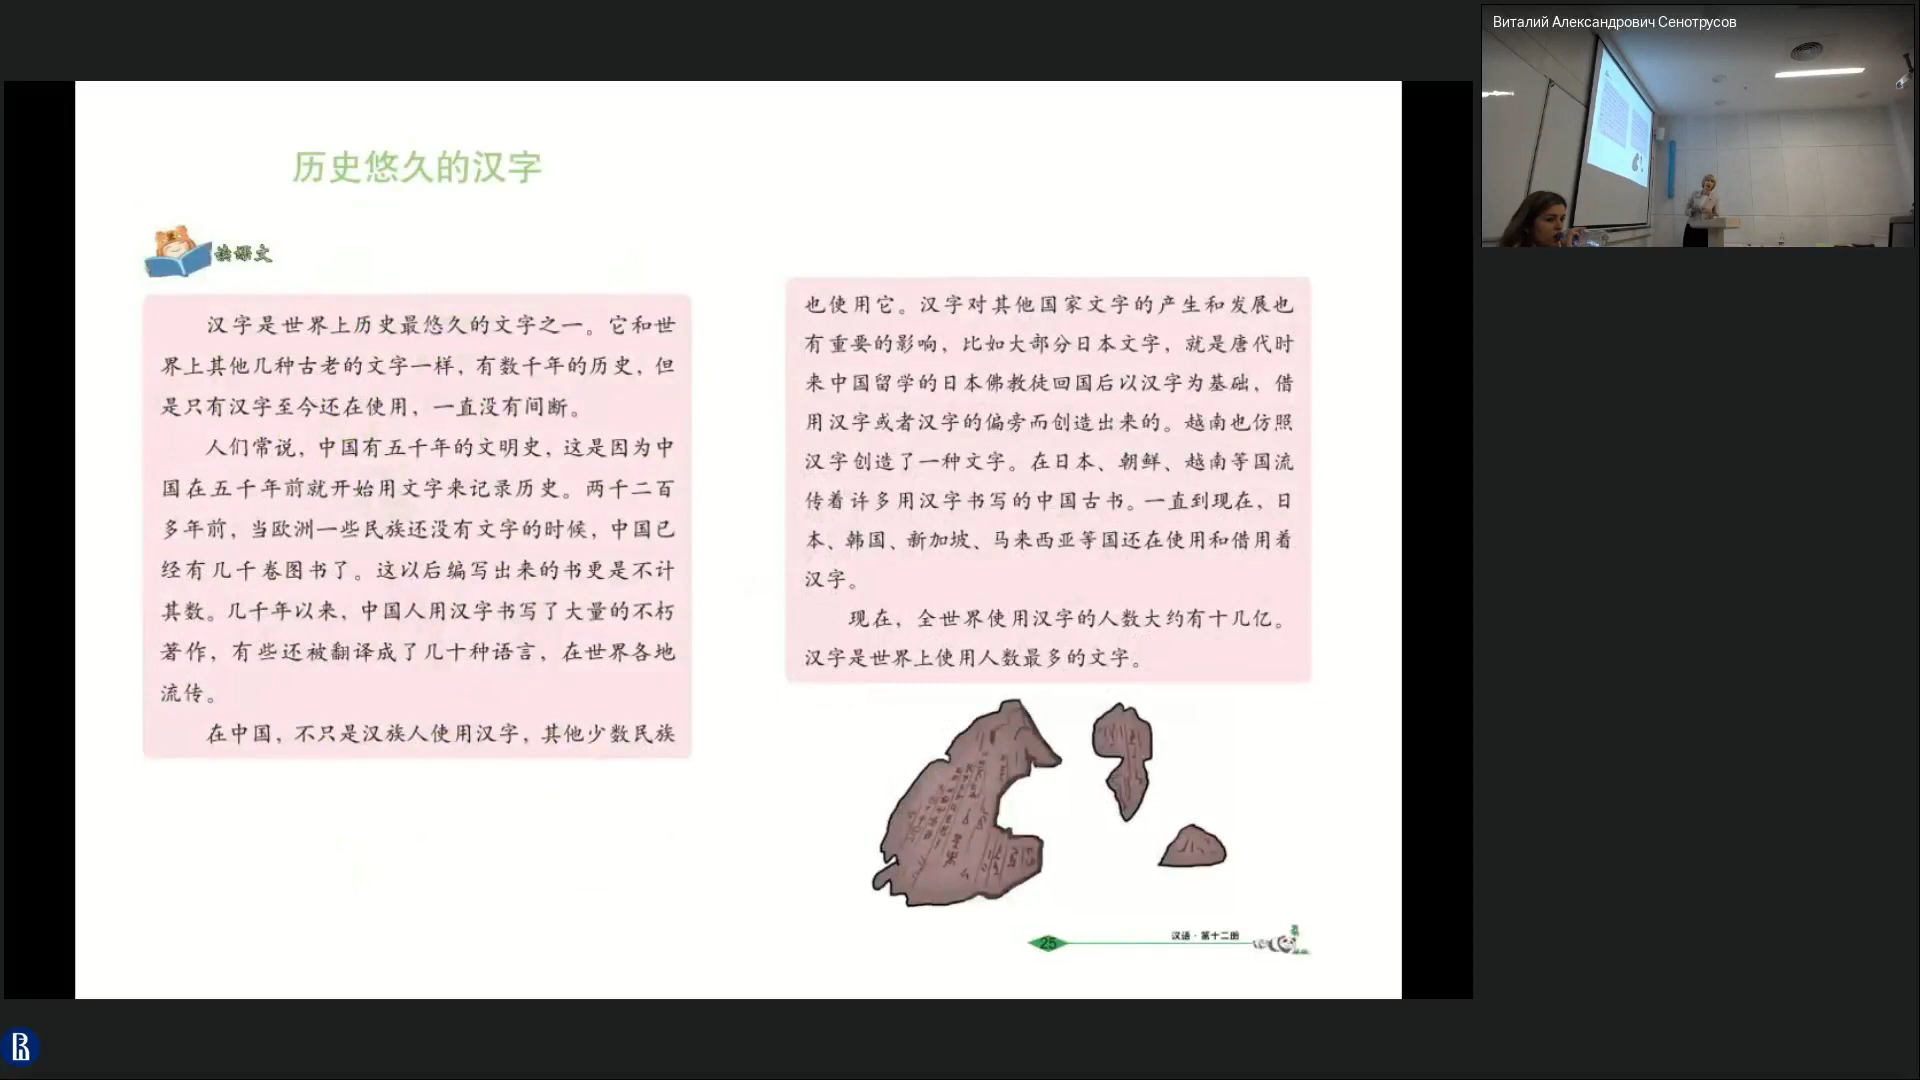 Виталий Александрович Сенотрусов
历史悠久的汉字
读课文
汉字是世界上历史最悠久的文字之一。它和世
界上其他几种古老的文字一样，有数千年的历史，但
是只有汉字至今还在使用，一直没有间断。
人们常说，中国有五千年的文明史，这是因为中
国在五千年前就开始用文字来记录历史。两千二百
多年前，当欧洲一些民族还没有文字的时候，中国已
经有几千卷图书了。这以后编写出来的书更是不计
其数。几千年以来，中国人用汉字书写了大量的不朽
著作，有些还被翻译成了几十种语言，在世界各地
流传。
在中国，不只是汉族人使用汉字，其他少数民族
也使用它。汉字对其他国家文字的产生和发展也
有重要的影响，比如大部分日本文字，就是唐代时
来中国留学的日本佛教徒回国后以汉字为基础，借
用汉字或者汉字的偏旁而创造出来的。越南也仿照
汉字创造了一种文字。在日本、朝鲜、越南等国流
传着许多用汉字书写的中国古书。一直到现在，日
本、韩国、新加坡、马来西亚等国还在使用和借用着
汉字。
现在，全世界使用汉字的人数大约有十几亿。
汉字是世界上使用人数最多的文字。
25
汉语·第十二册